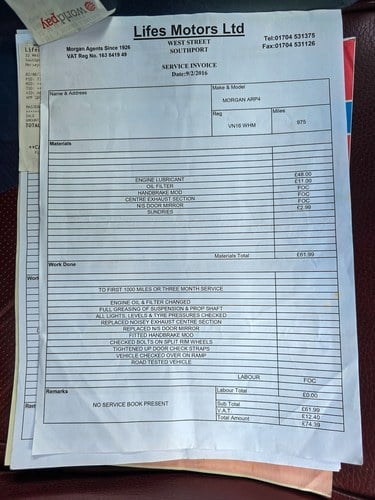 worldpay
Lifes Motors Ltd
Morgan Agents Since 1926
VAT Reg No. 163 6419 49
WEST STREET
SOUTHPORT
Tel:01704 531375
Fax:01704 531126
SERVICE INVOICE
Date:9/2/2016
Name & Address
Make & Model
MORGAN ARP4
Reg
VN16 WHM
Miles
975
Materials
ENGINE LUBRICANT £48.00
OIL FILTER £11.00
HANDBRAKE MOD FOC
CENTRE EXHAUST SECTION FOC
N/S DOOR MIRROR FOC
SUNDRIES £2.99
Materials Total £61.99
Work Done
TO FIRST 1000 MILES OR THREE MONTH SERVICE
ENGINE OIL & FILTER CHANGED
FULL GREASING OF SUSPENSION & PROP SHAFT
ALL LIGHTS, LEVELS & TYRE PRESSURES CHECKED
REPLACED NOISEY EXHAUST CENTRE SECTION
REPLACED N/S DOOR MIRROR
FITTED HANDBRAKE MOD
CHECKED BOLTS ON SPLIT RIM WHEELS
TIGHTENED UP DOOR CHECK STRAPS
VEHICLE CHECKED OVER ON RAMP
ROAD TESTED VEHICLE
LABOUR FOC
Labour Total £0.00
Remarks
NO SERVICE BOOK PRESENT
Sub Total £61.99
V.A.T. £12.40
Total Amount £74.39